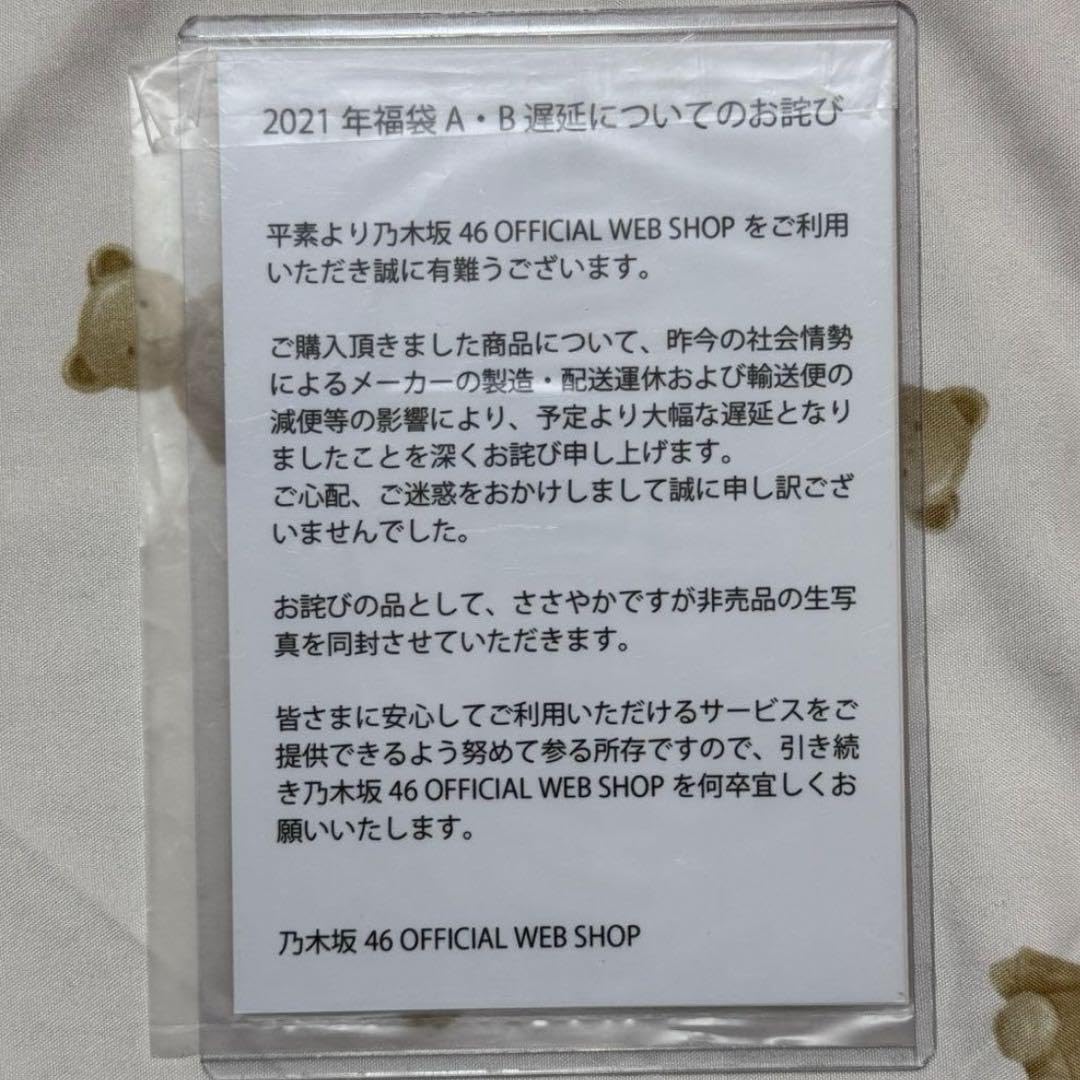 2021 年福袋 A・B 遅延についてのお詫び
平素より乃木坂 46 OFFICIAL WEB SHOP をご利用
いただき誠に有難うございます。
ご購入頂きました商品について、昨今の社会情勢
によるメーカーの製造・配送運休および輸送便の
減便等の影響により、予定より大幅な遅延となり
ましたことを深くお詫び申し上げます。
ご心配、ご迷惑をおかけしまして誠に申し訳ござ
いませんでした。
お詫びの品として、ささやかですが非売品の生写
真を同封させていただきます。
皆さまに安心してご利用いただけるサービスをご
提供できるよう努めて参る所存ですので、引き続
き乃木坂 46 OFFICIAL WEB SHOP を何卒宜しくお
願いいたします。
乃木坂 46 OFFICIAL WEB SHOP